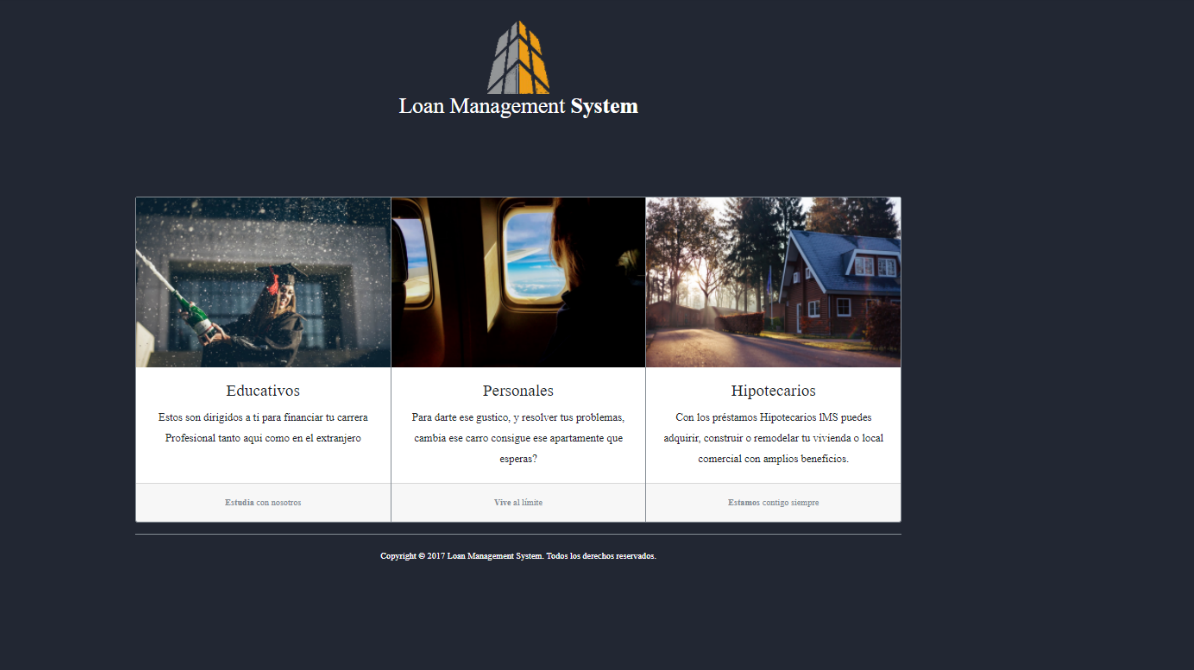 Loan Management System
Educativos
Estos son dirigidos a ti para financiar tu carrera
Profesional tanto aqui como en el extranjero
Estudia con nosotros
Personales
Para darte ese gustico, y resolver tus problemas,
cambia ese carro consigue ese apartamente que
esperas?
Vive al límite
Hipotecarios
Con los préstamos Hipotecarios IMS puedes
adquirir, construir o remodelar tu vivienda o local
comercial con amplios beneficios.
Estamos contigo siempre
Copyright © 2017 Loan Management System. Todos los derechos reservados.